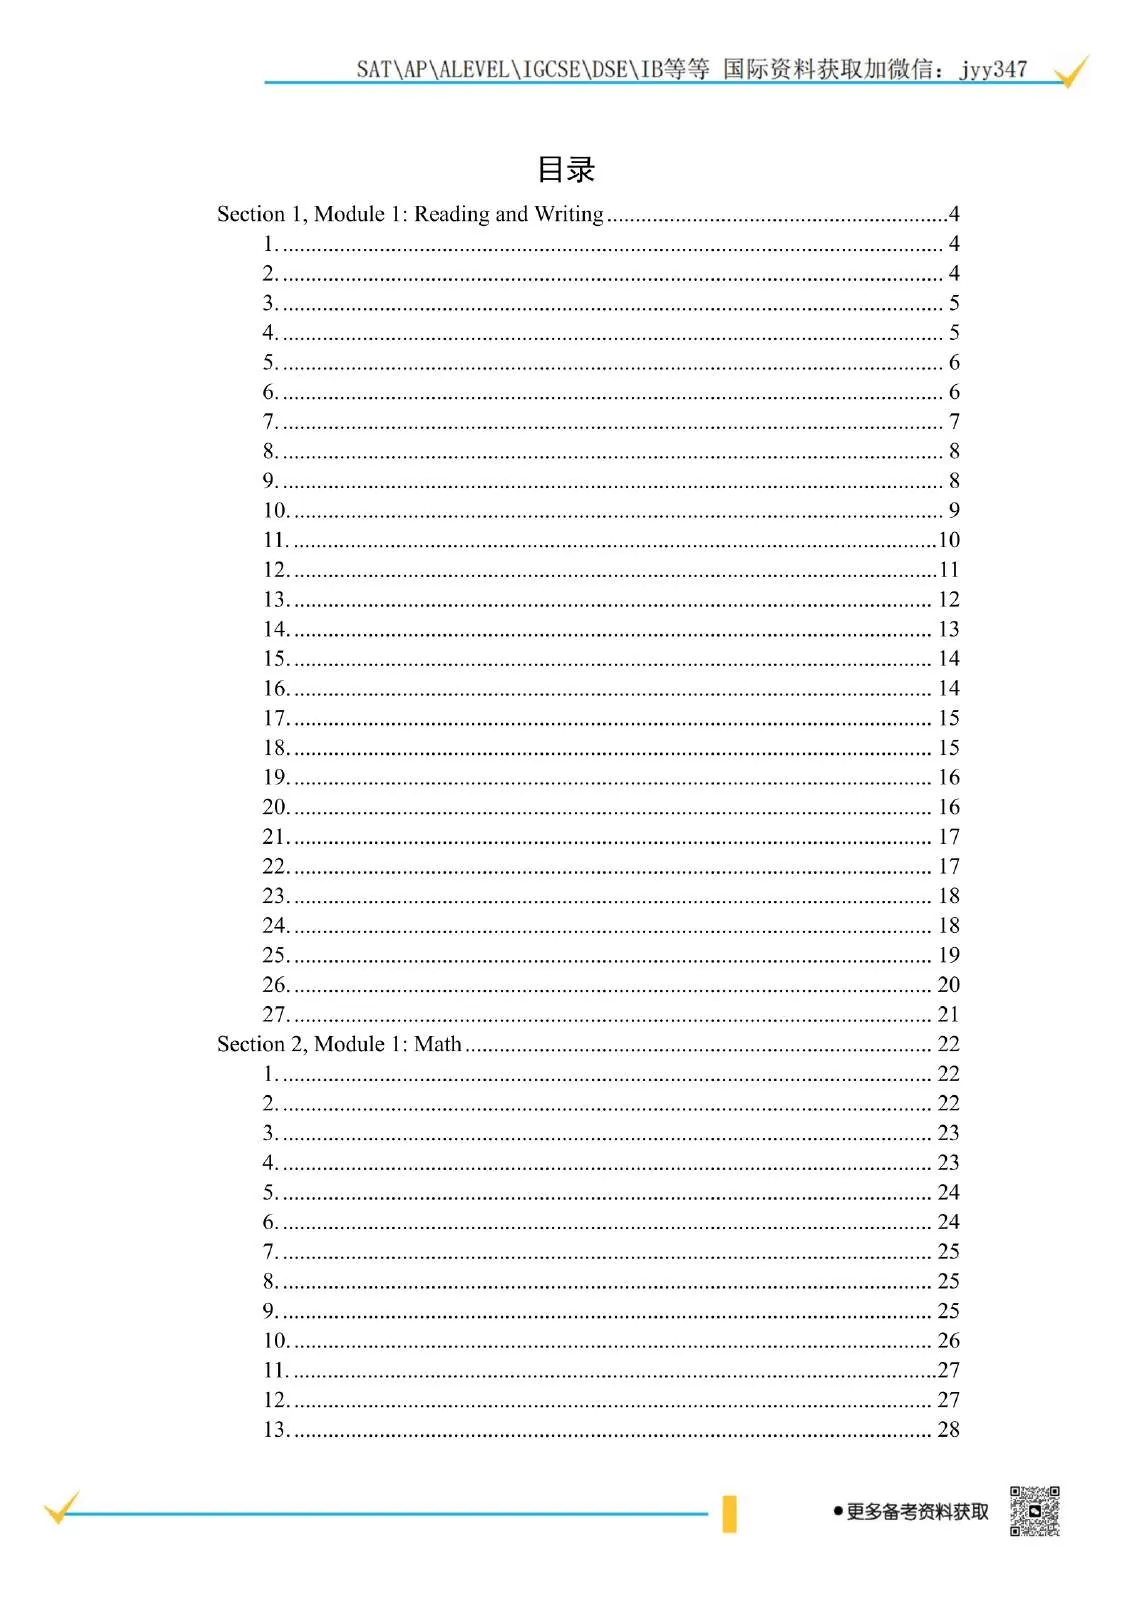 SAT\AP\ALEVEL\IGCSE\DSE\IB等等 国际资料获取加微信：jyy347
目录
Section 1, Module 1: Reading and Writing............................................................4
1. .................................................................................................................... 4
2. .................................................................................................................... 4
3. .................................................................................................................... 5
4. .................................................................................................................... 5
5. .................................................................................................................... 6
6. .................................................................................................................... 6
7. .................................................................................................................... 7
8. .................................................................................................................... 8
9. .................................................................................................................... 8
10. .................................................................................................................. 9
11. ..................................................................................................................10
12. ..................................................................................................................11
13. ................................................................................................................. 12
14. ................................................................................................................. 13
15. ................................................................................................................. 14
16. ................................................................................................................. 14
17. ................................................................................................................. 15
18. ................................................................................................................. 15
19. ................................................................................................................. 16
20. ................................................................................................................. 16
21. ................................................................................................................. 17
22. ................................................................................................................. 17
23. ................................................................................................................. 18
24. ................................................................................................................. 18
25. ................................................................................................................. 19
26. ................................................................................................................. 20
27. ................................................................................................................. 21
Section 2, Module 1: Math................................................................................... 22
1. ................................................................................................................... 22
2. ................................................................................................................... 22
3. ................................................................................................................... 23
4. ................................................................................................................... 23
5. ................................................................................................................... 24
6. ................................................................................................................... 24
7. ................................................................................................................... 25
8. ................................................................................................................... 25
9. ................................................................................................................... 25
10. ................................................................................................................. 26
11. ..................................................................................................................27
12. ................................................................................................................. 27
13. ................................................................................................................. 28
●更多备考资料获取